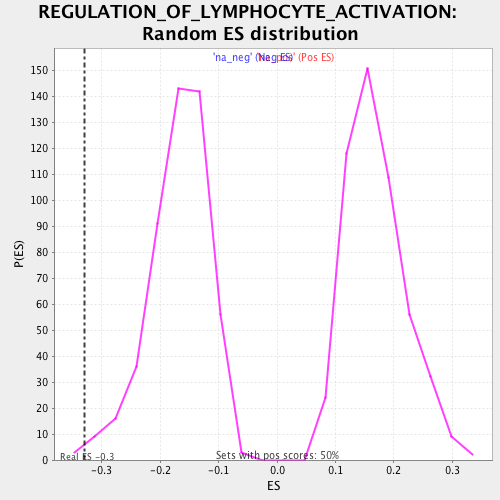 REGULATION_OF_LYMPHOCYTE_ACTIVATION:
Random ES distribution
'na_neg' (Neg ES)
'na_pos' (Pos ES)
150
140
130
120
110
100
90
80
70
60
50
40
30
20
10
0
P(ES)
Real ES -0.3
Sets with pos scores: 50%
-0.3 -0.2 -0.1 0.0 0.1 0.2 0.3
ES